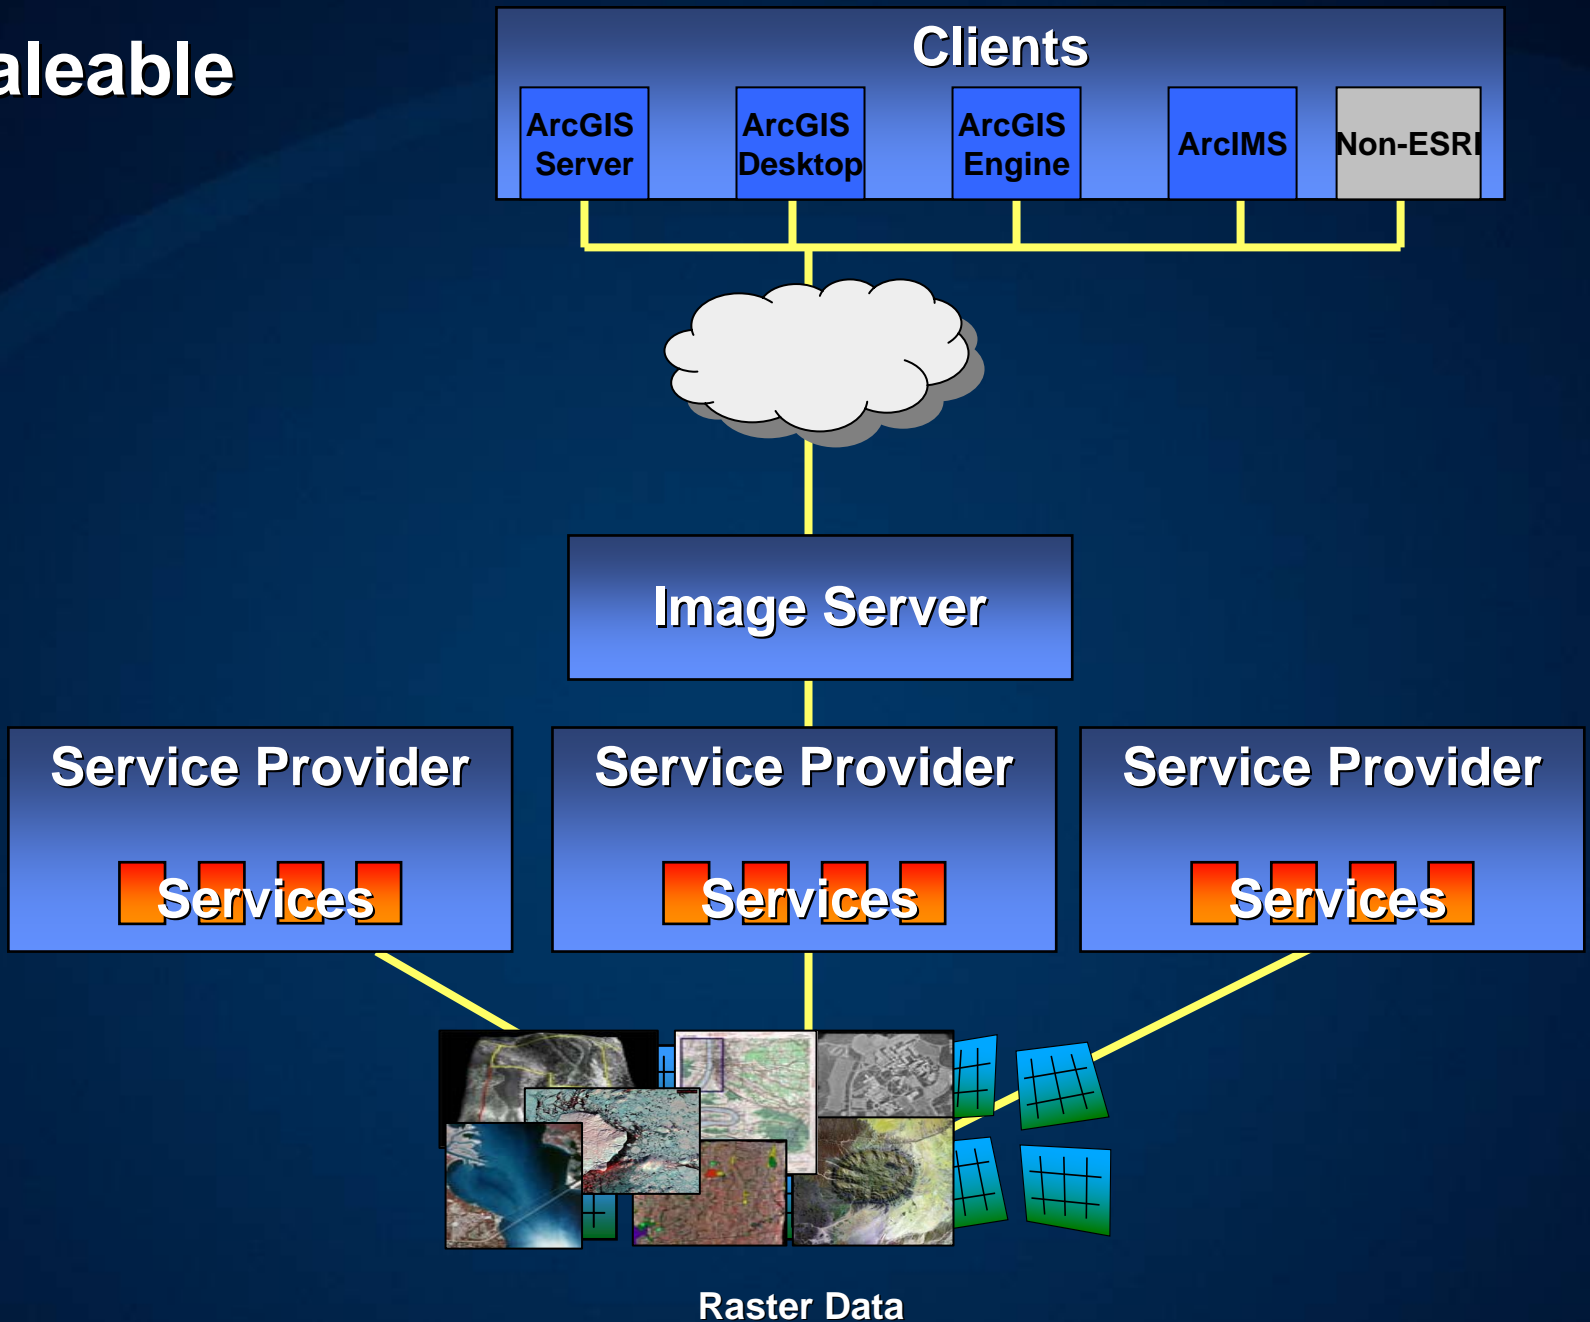 aleable
Clients
ArcGIS
Server
ArcGIS
Desktop
ArcGIS
Engine
ArcIMS
Non-ESRI
Image Server
Service Provider
Services
Service Provider
Services
Service Provider
Services
Raster Data